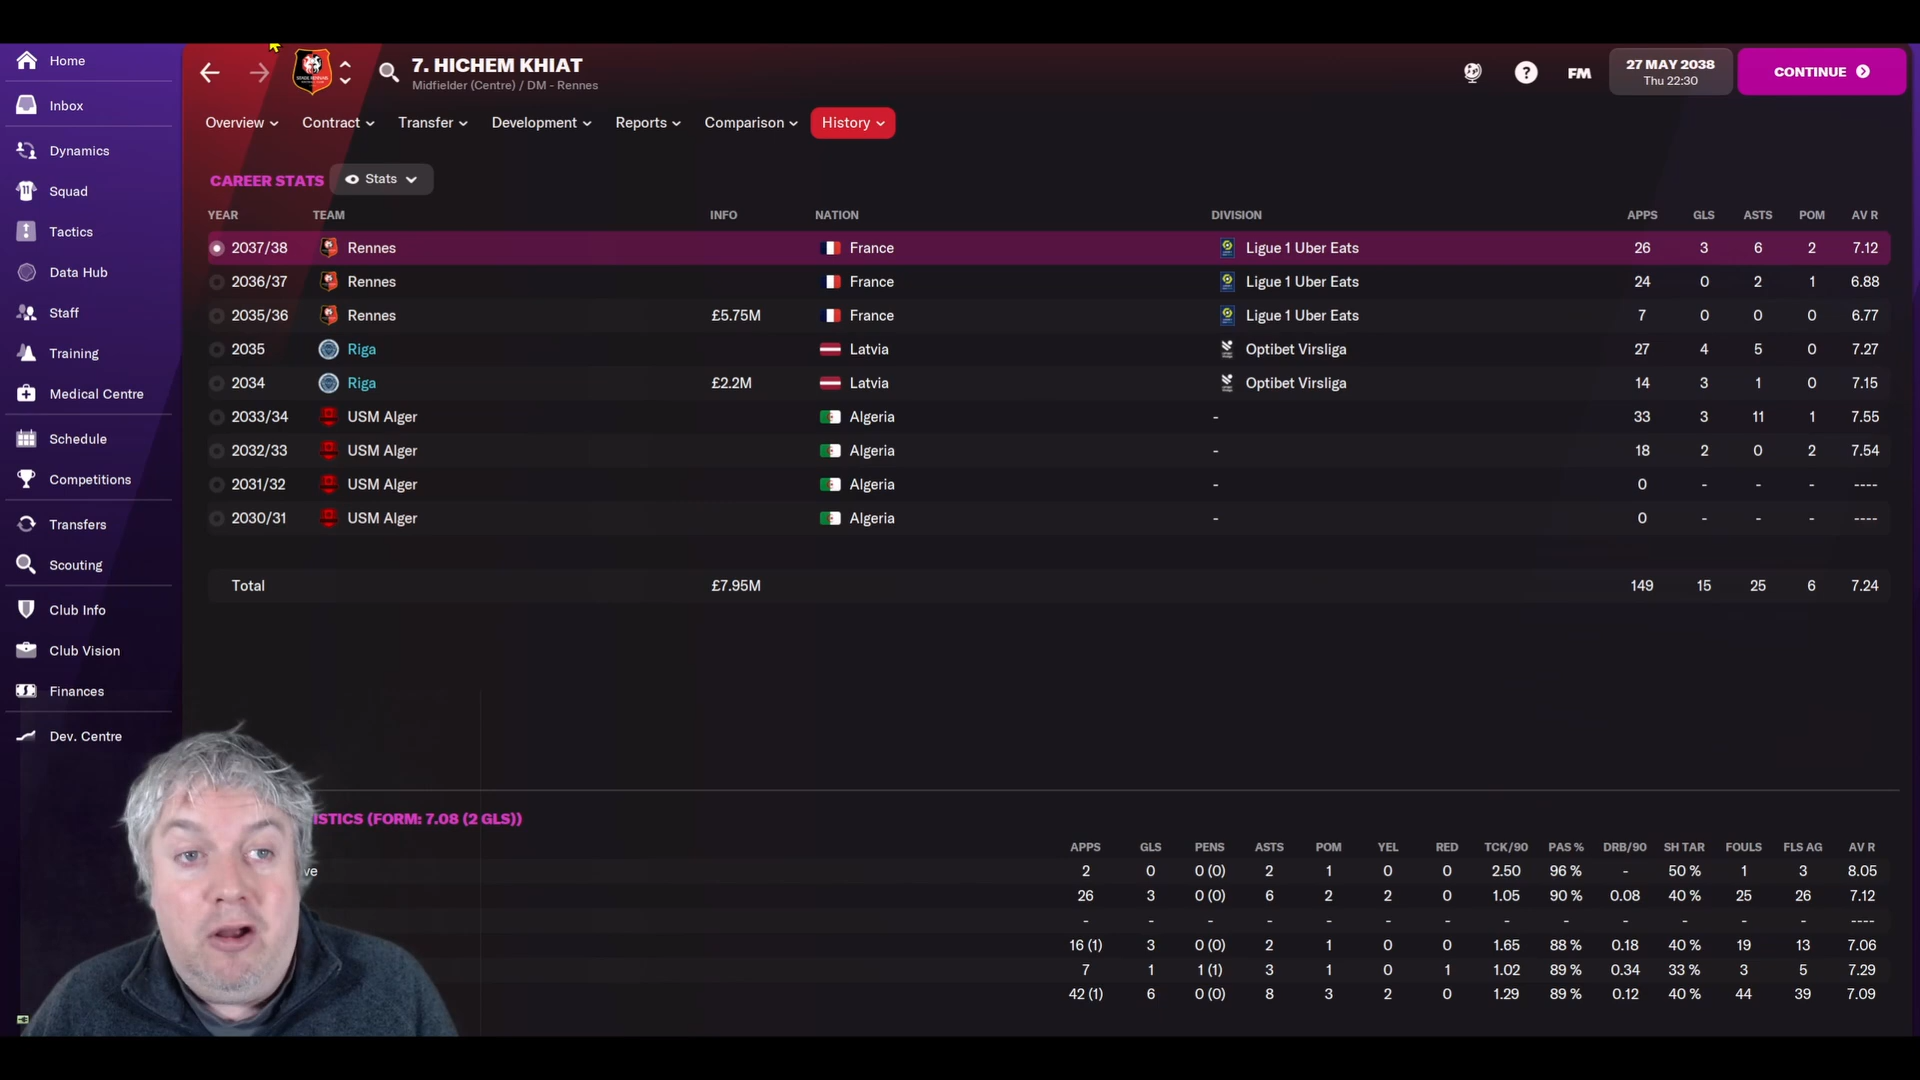 Home
Inbox
Dynamics
Squad
Tactics
Data Hub
Staff
Training
Medical Centre
Schedule
Competitions
Transfers
Scouting
Club Info
Club Vision
Finances
Dev. Centre
7. HICHEM KHIAT
Midfielder (Centre) / DM - Rennes
FM
27 MAY 2038
Thu 22:30
CONTINUE
Overview Contract Transfer Development Reports Comparison History
CAREER STATS Stats
YEAR TEAM INFO NATION DIVISION APPS GLS ASTS POM AV R
2037/38 Rennes France Ligue 1 Uber Eats 26 3 6 2 7.12
2036/37 Rennes France Ligue 1 Uber Eats 24 0 2 1 6.88
2035/36 Rennes £5.75M France Ligue 1 Uber Eats 7 0 0 0 6.77
2035 Riga Latvia Optibet Virsliga 27 4 5 0 7.27
2034 Riga £2.2M Latvia Optibet Virsliga 14 3 1 0 7.15
2033/34 USM Alger Algeria - 33 3 11 1 7.55
2032/33 USM Alger Algeria - 18 2 0 2 7.54
2031/32 USM Alger Algeria - 0 - - - ----
2030/31 USM Alger Algeria - 0 - - - ----
Total £7.95M 149 15 25 6 7.24
ISTICS (FORM: 7.08 (2 GLS))
APPS GLS PENS ASTS POM YEL RED TCK/90 PAS % DRB/90 SH TAR FOULS FLS AG AV R
ve 2 0 0 (0) 2 1 0 0 2.50 96 % - 50 % 1 3 8.05
26 3 0 (0) 6 2 2 0 1.05 90 % 0.08 40 % 25 26 7.12
- - - - - - - - - - - - - ----
16 (1) 3 0 (0) 2 1 0 0 1.65 88 % 0.18 40 % 19 13 7.06
7 1 1 (1) 3 1 0 1 1.02 89 % 0.34 33 % 3 5 7.29
42 (1) 6 0 (0) 8 3 2 0 1.29 89 % 0.12 40 % 44 39 7.09